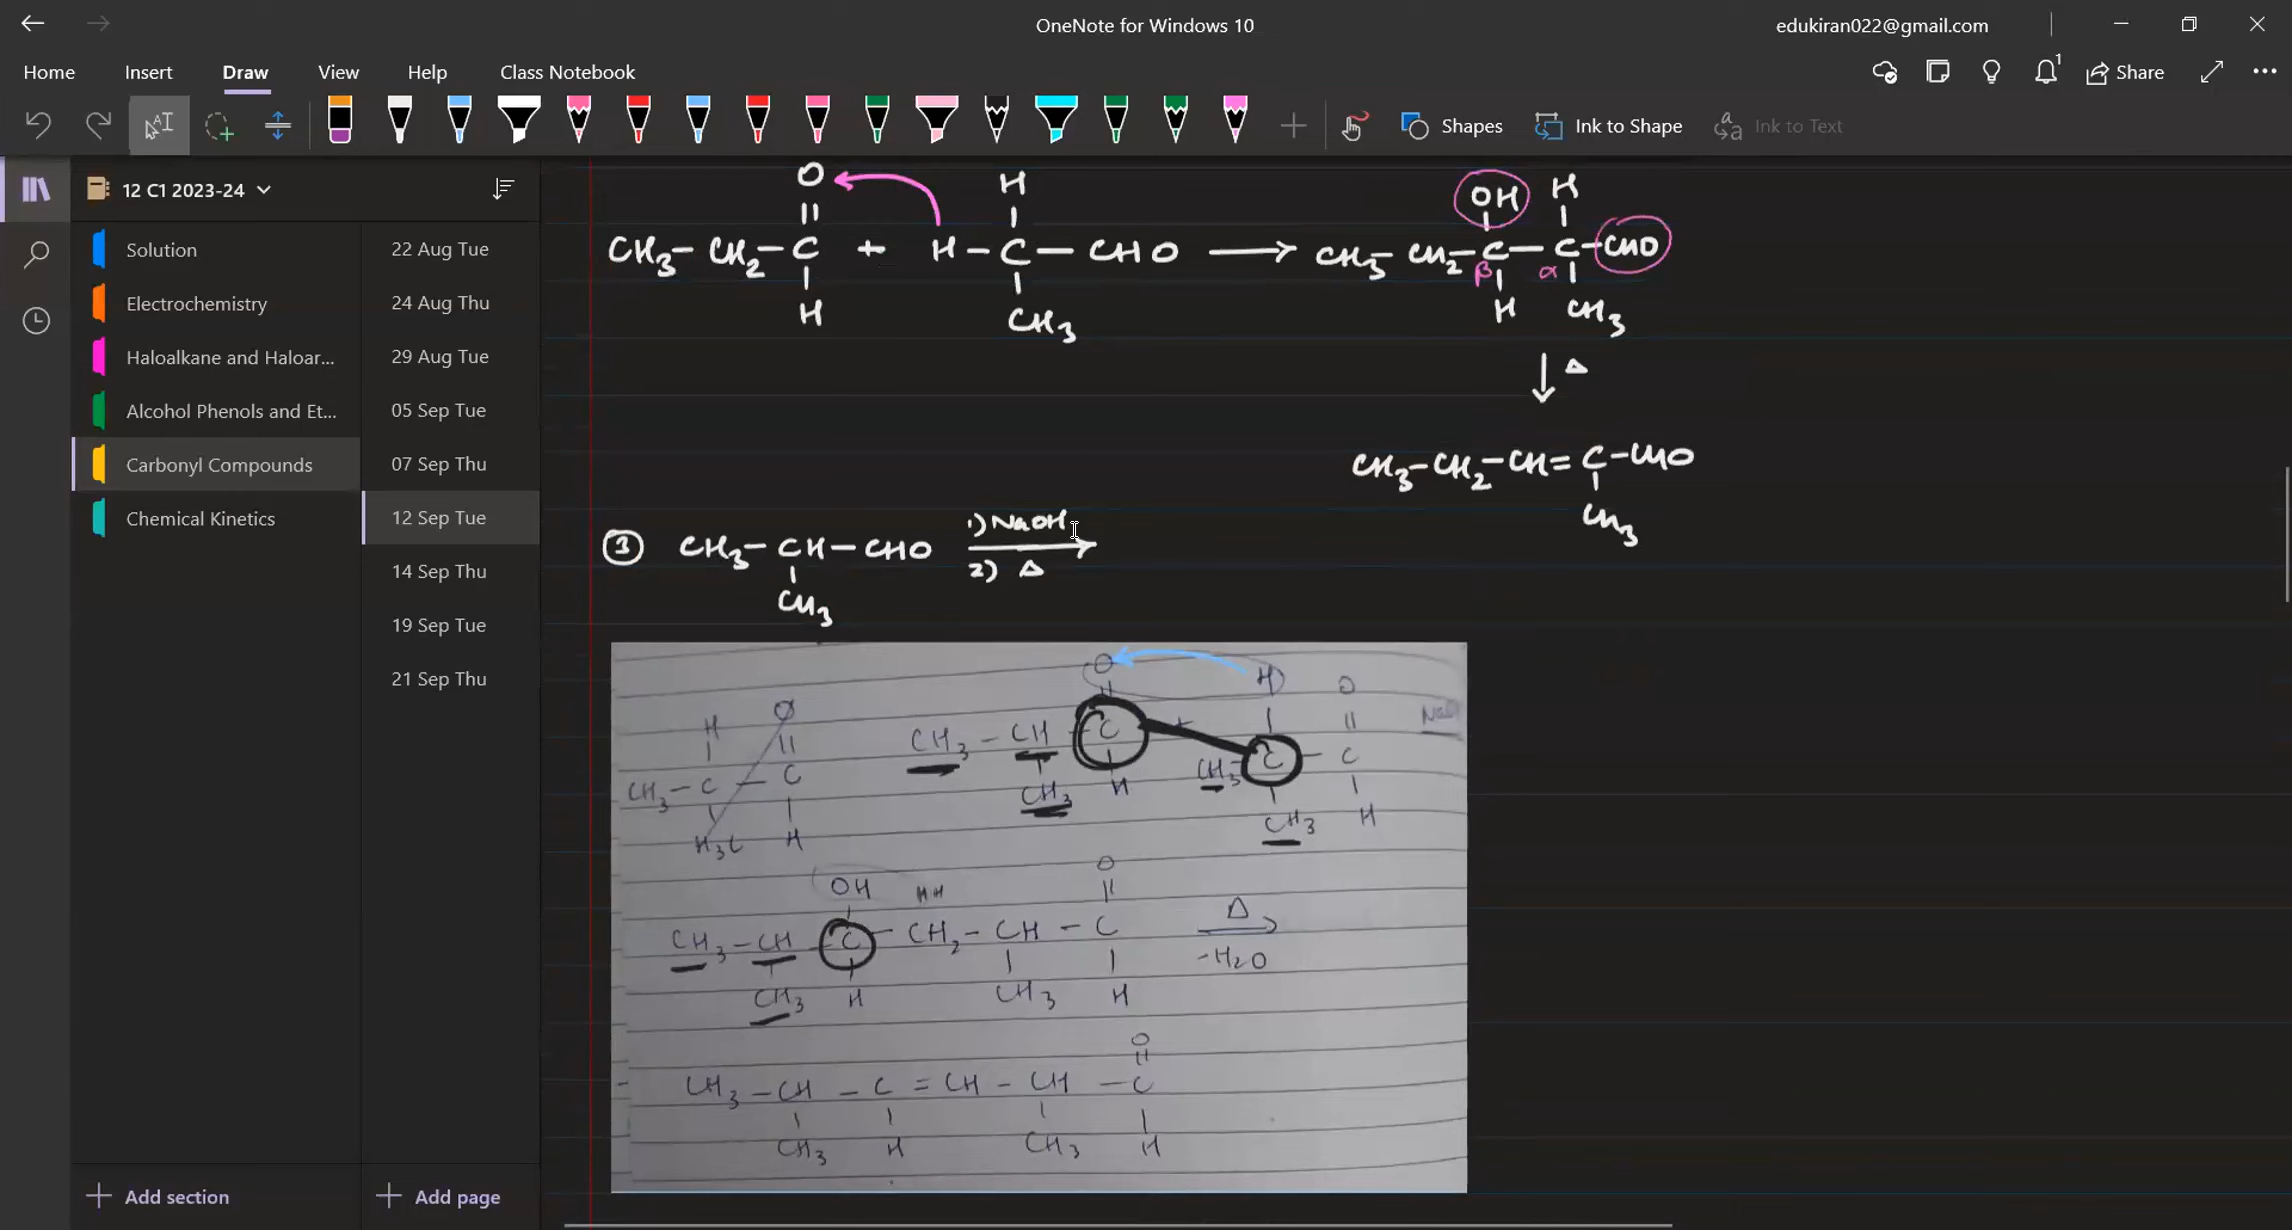 OneNote for Windows 10
edukiran022@gmail.com
Home Insert Draw View Help Class Notebook
Share
Shapes Ink to Shape Ink to Text
12 C1 2023-24
Solution
Electrochemistry
Haloalkane and Haloar...
Alcohol Phenols and Et...
Carbonyl Compounds
Chemical Kinetics
Add section
22 Aug Tue
24 Aug Thu
29 Aug Tue
05 Sep Tue
07 Sep Thu
12 Sep Tue
14 Sep Thu
19 Sep Tue
21 Sep Thu
Add page
O H OH H
|| | | |
CH3– CH2– C + H – C – CHO → CH3– CH2– C – C – CHO
| | β | α |
H CH3 H CH3
↓ Δ
CH3–CH2–CH=C–CHO
|
CH3
③ CH3– CH – CHO 1) NaOH
| 2) Δ →
CH3
O H O
H O || | ||
| || CH3 – CH – C + CH3– C – C
CH3– C – C | | | |
| | CH3 H CH3 H
H3C H
OH HH O
| ||
CH3 – CH – C – CH2 – CH – C Δ →
| | | | -H2O
CH3 H CH3 H
O
||
CH3 – CH – C = CH – CH – C
| | | |
CH3 H CH3 H